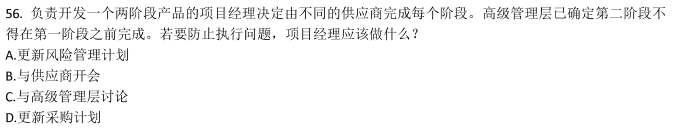 56. 负责开发一个两阶段产品的项目经理决定由不同的供应商完成每个阶段。高级管理层已确定第二阶段不
得在第一阶段之前完成。若要防止执行问题，项目经理应该做什么？
A.更新风险管理计划
B.与供应商开会
C.与高级管理层讨论
D.更新采购计划